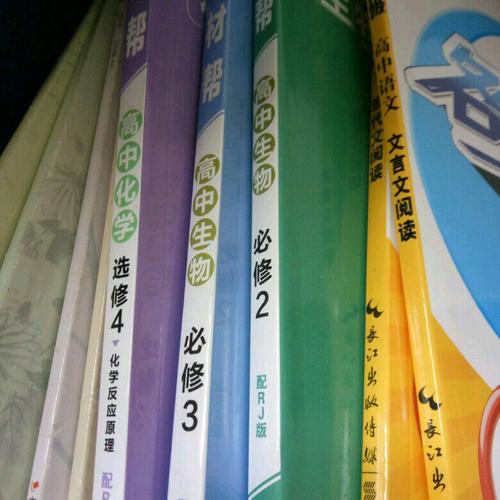 帮
高中化学
选修4
化学反应原理
配R
材帮
高中生物
必修3
帮
高中生物
必修2
配RJ版
高中语文
现代文阅读
长江出版传媒
文言文阅读
长江出